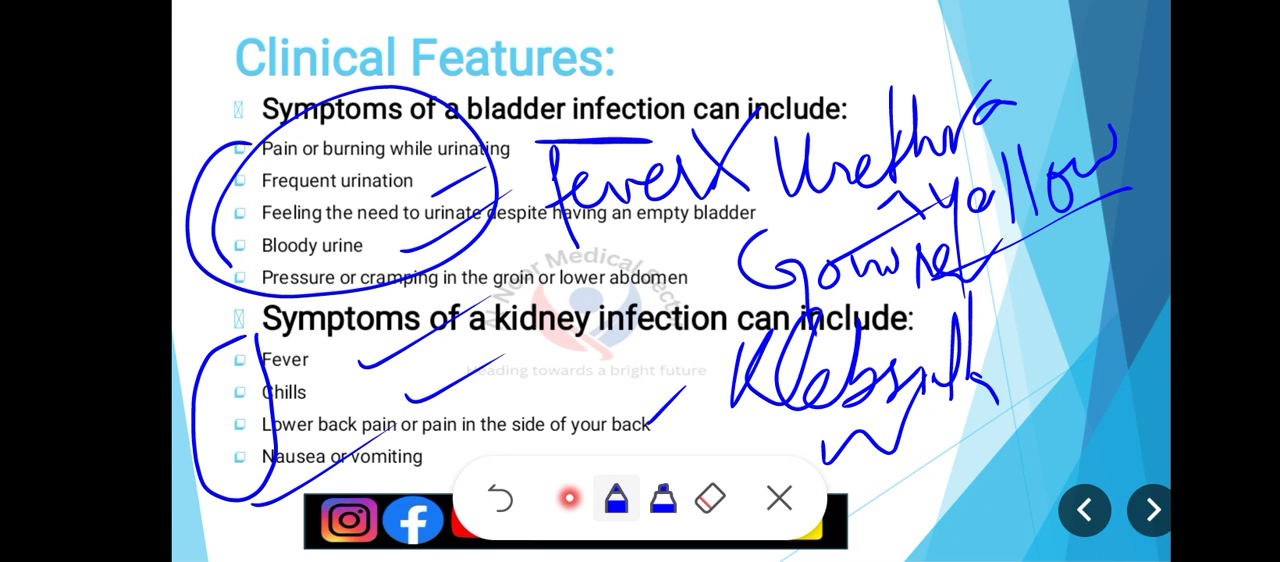 Clinical Features:
Symptoms of a bladder infection can include:
Pain or burning while urinating
Frequent urination
Feeling the need to urinate despite having an empty bladder
Bloody urine
Pressure or cramping in the groin or lower abdomen
Fever X Urethra
Yallow
Symptoms of a kidney infection can include:
Fever
Chills
Lower back pain or pain in the side of your back
Nausea or vomiting
Medical
Heading towards a bright future